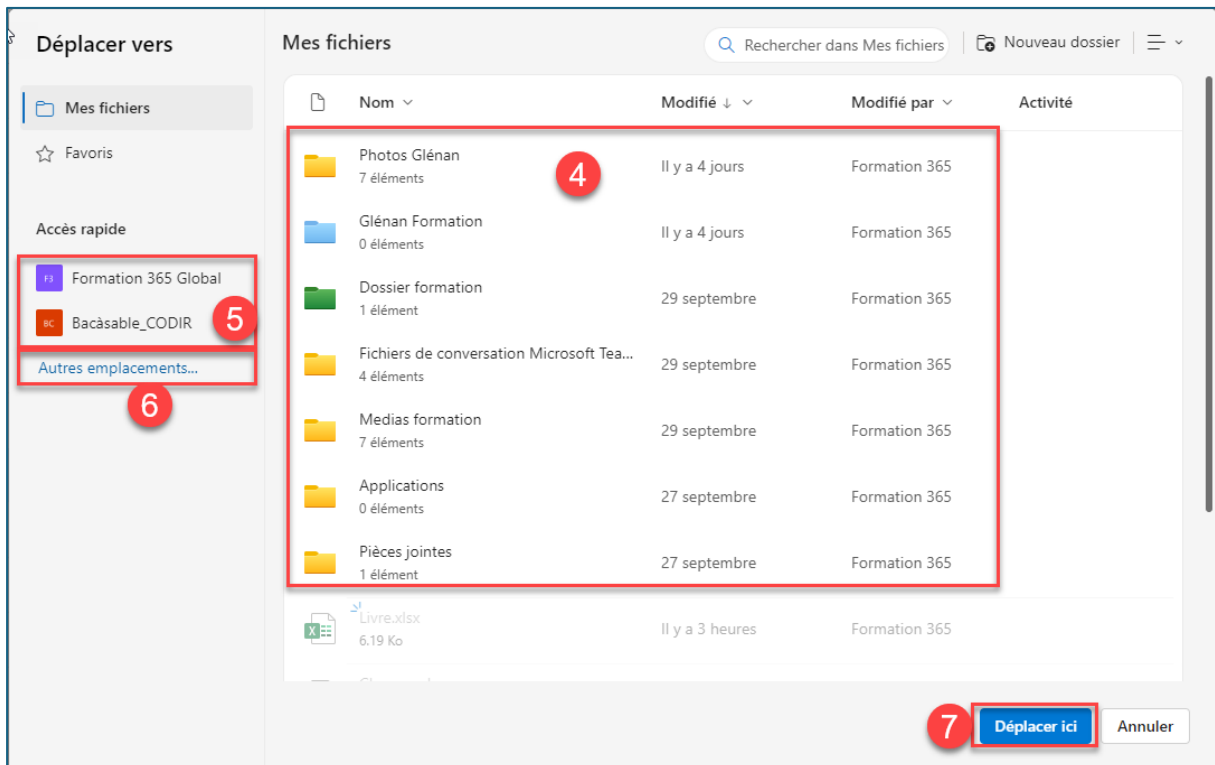 Déplacer vers
Mes fichiers
Favoris
Accès rapide
F3 Formation 365 Global
BC Bacàsable_CODIR
5
Autres emplacements...
6
Mes fichiers
Rechercher dans Mes fichiers
Nouveau dossier
Nom Modifié ↓ Modifié par Activité
4
Photos Glénan Il y a 4 jours Formation 365
7 éléments
Glénan Formation Il y a 4 jours Formation 365
0 éléments
Dossier formation 29 septembre Formation 365
1 élément
Fichiers de conversation Microsoft Tea... 29 septembre Formation 365
4 éléments
Medias formation 29 septembre Formation 365
7 éléments
Applications 27 septembre Formation 365
0 éléments
Pièces jointes 27 septembre Formation 365
1 élément
Livre.xlsx Il y a 3 heures Formation 365
6.19 Ko
7
Déplacer ici Annuler